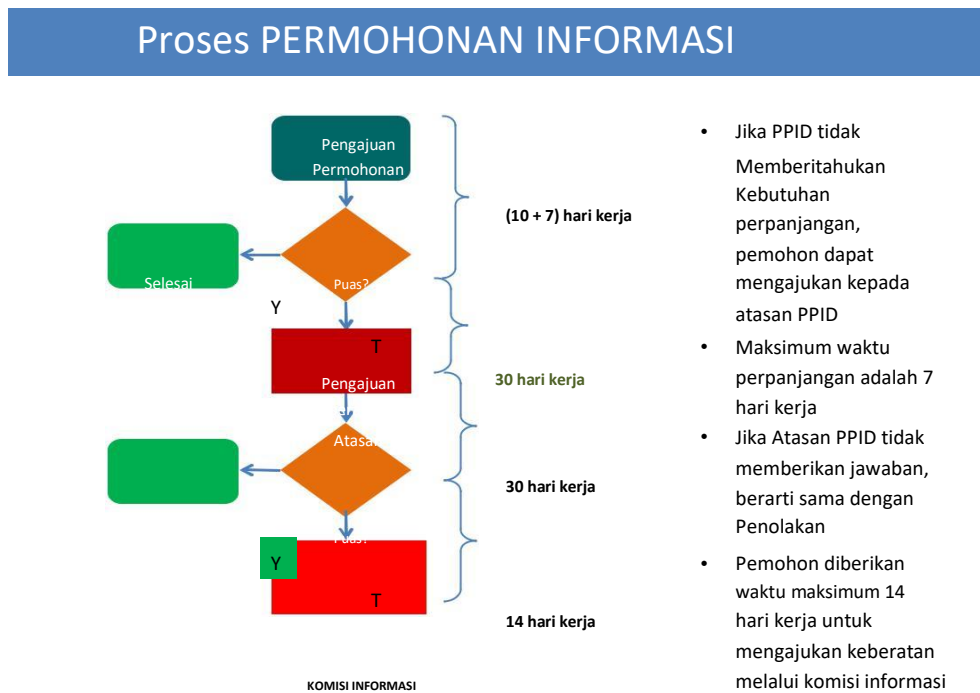 Proses PERMOHONAN INFORMASI
Pengajuan
Permohonan
(10 + 7) hari kerja
Selesai
Puas?
Y
T
Pengajuan
30 hari kerja
Atasan
30 hari kerja
Puas?
Y
T
14 hari kerja
KOMISI INFORMASI
• Jika PPID tidak
Memberitahukan
Kebutuhan
perpanjangan,
pemohon dapat
mengajukan kepada
atasan PPID
• Maksimum waktu
perpanjangan adalah 7
hari kerja
• Jika Atasan PPID tidak
memberikan jawaban,
berarti sama dengan
Penolakan
• Pemohon diberikan
waktu maksimum 14
hari kerja untuk
mengajukan keberatan
melalui komisi informasi